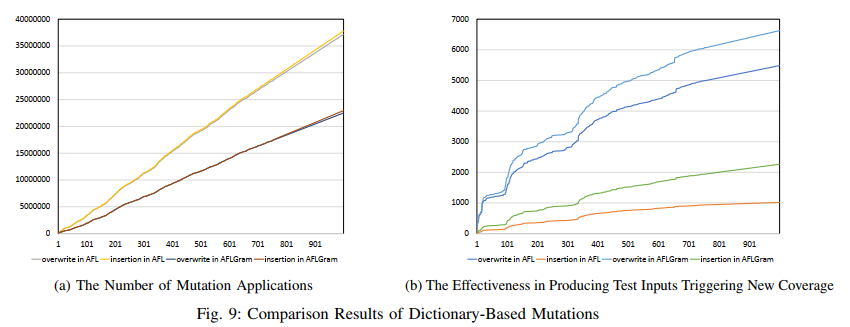 40000000
35000000
30000000
25000000
20000000
15000000
10000000
5000000
0
1 101 201 301 401 501 601 701 801 901
overwrite in AFL insertion in AFL overwrite in AFLGram insertion in AFLGram
(a) The Number of Mutation Applications
7000
6000
5000
4000
3000
2000
1000
0
1 101 201 301 401 501 601 701 801 901
overwrite in AFL insertion in AFL overwrite in AFLGram insertion in AFLGram
(b) The Effectiveness in Producing Test Inputs Triggering New Coverage
Fig. 9: Comparison Results of Dictionary-Based Mutations